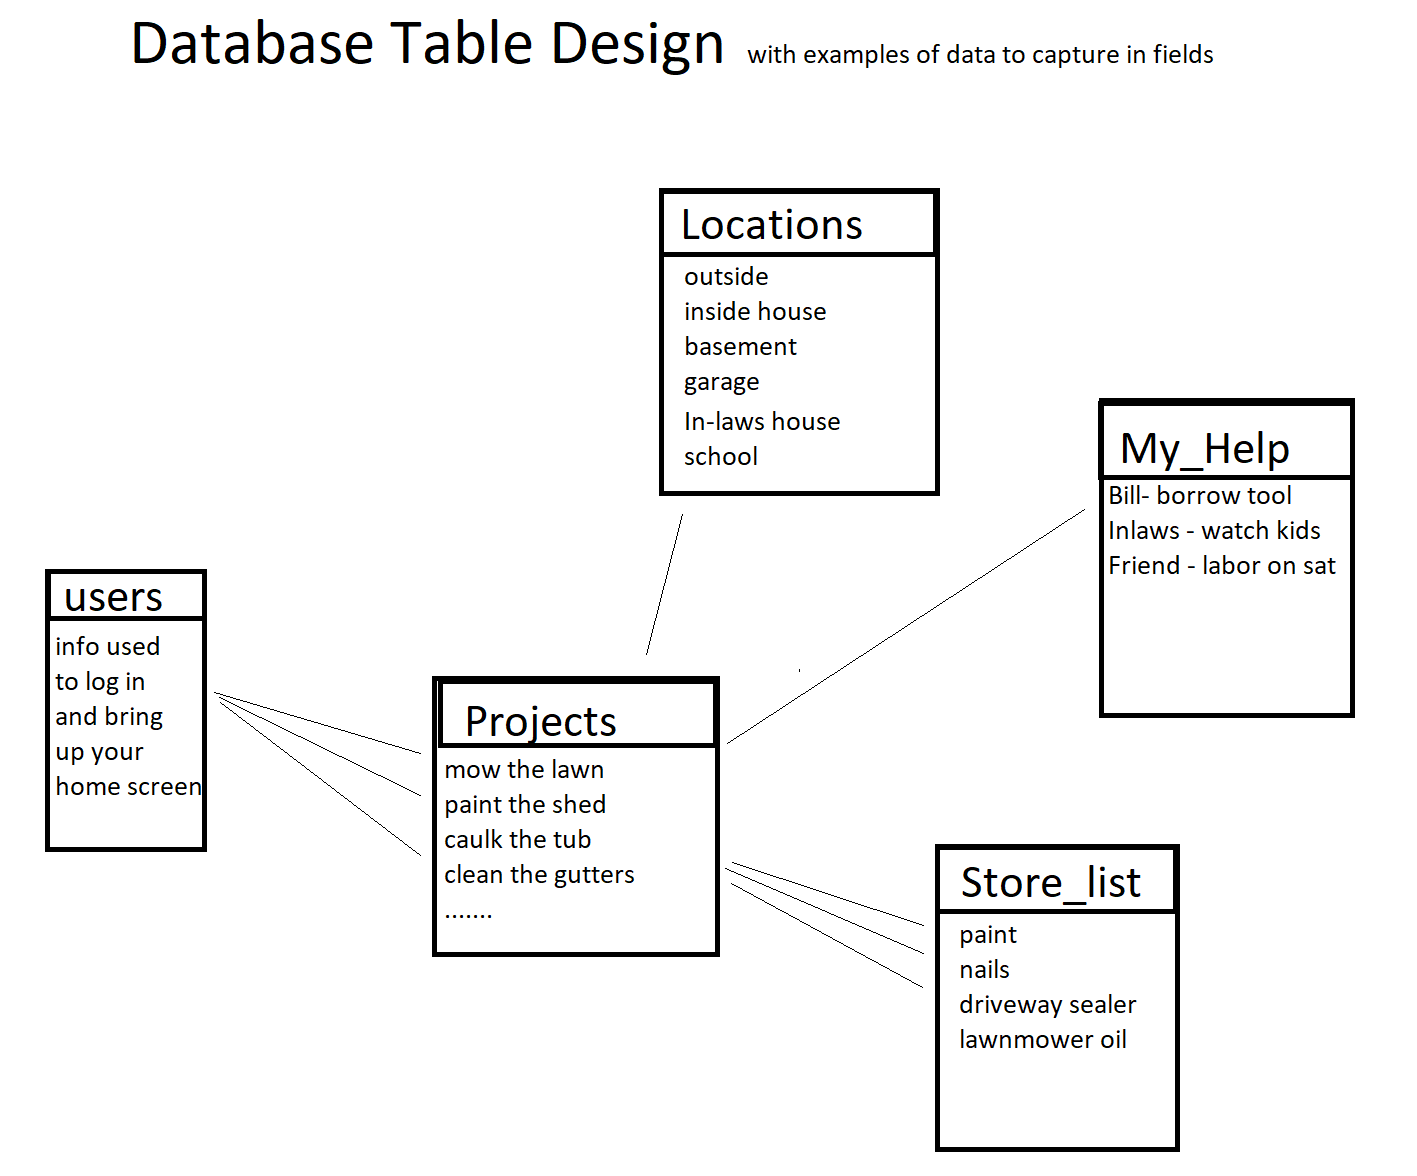 Database Table Design with examples of data to capture in fields
Locations
outside
inside house
basement
garage
In-laws house
school
My_Help
Bill- borrow tool
Inlaws - watch kids
Friend - labor on sat
users
info used
to log in
and bring
up your
home screen
Projects
mow the lawn
paint the shed
caulk the tub
clean the gutters
.......
Store_list
paint
nails
driveway sealer
lawnmower oil